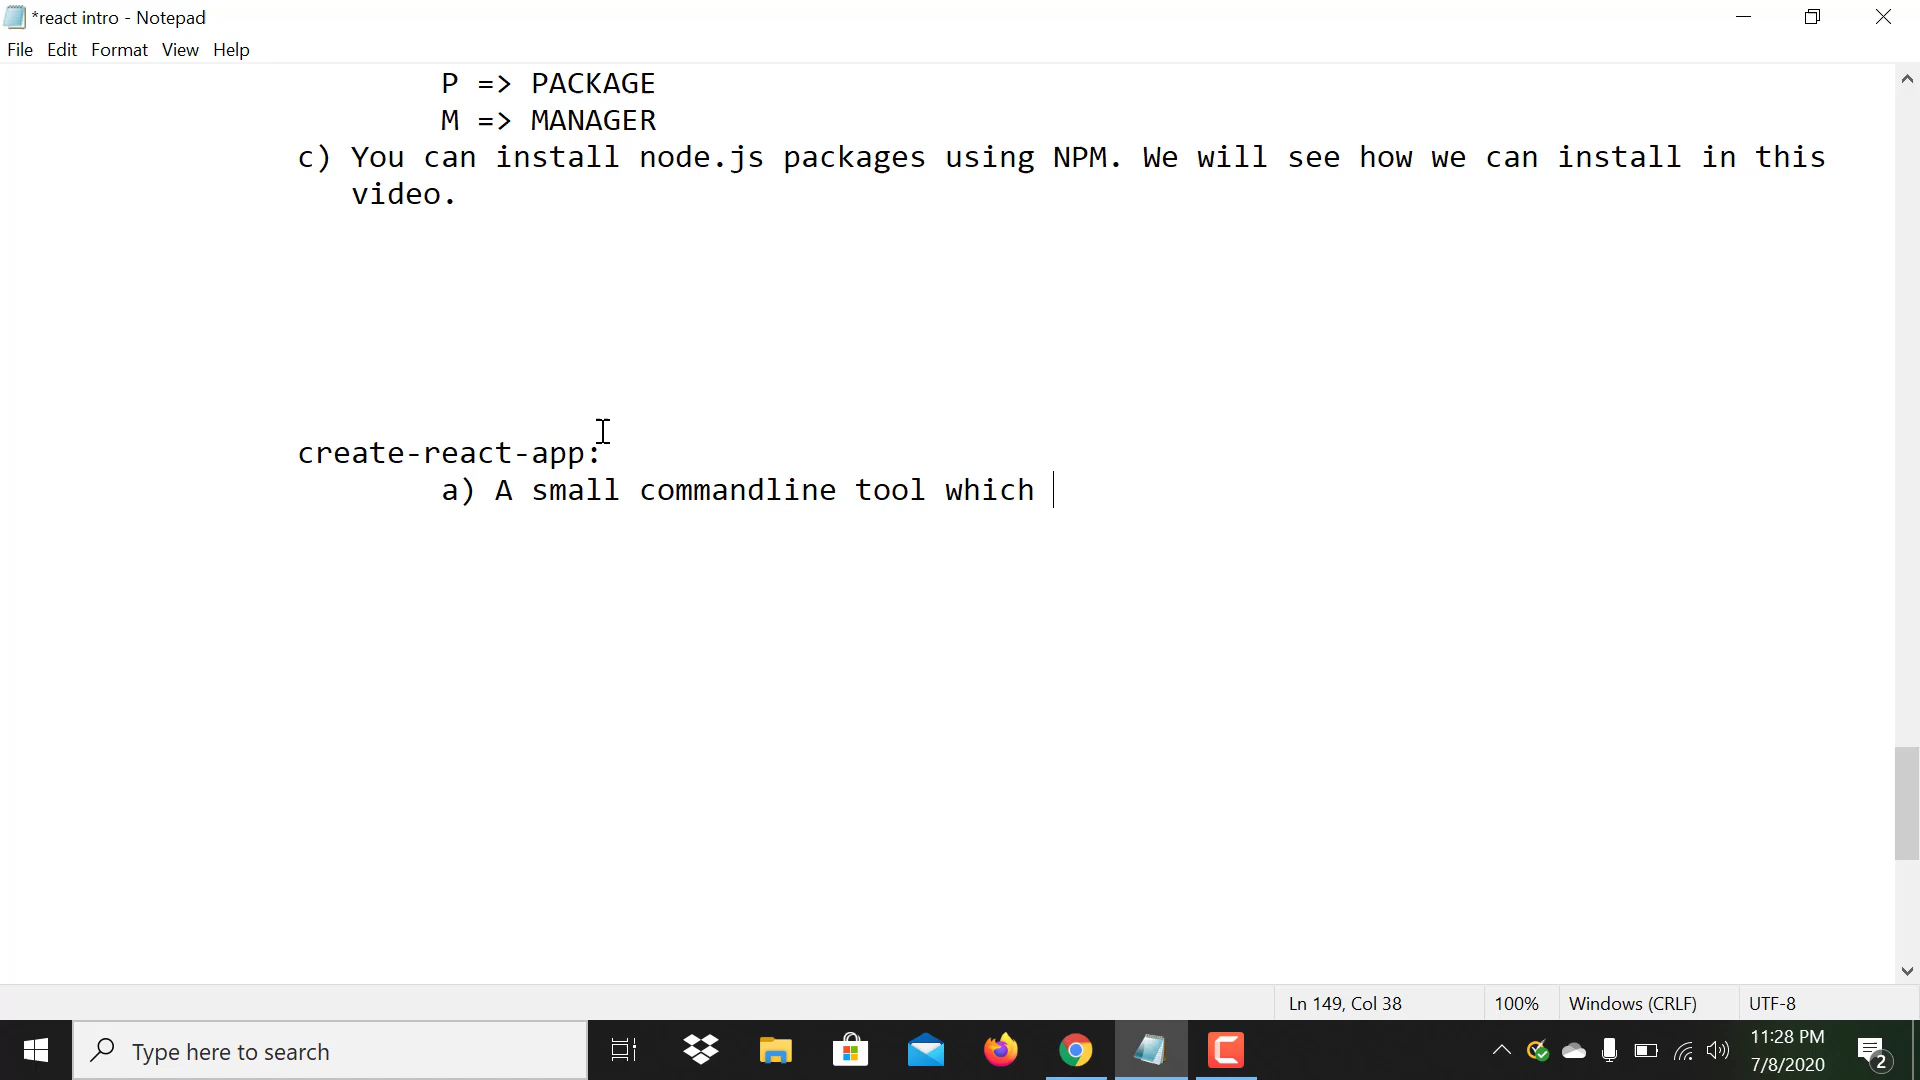 *react intro - Notepad
File Edit Format View Help
P => PACKAGE
M => MANAGER
c) You can install node.js packages using NPM. We will see how we can install in this
video.
create-react-app:
a) A small commandline tool which
Ln 149, Col 38
100%
Windows (CRLF)
UTF-8
Type here to search
11:28 PM
7/8/2020
2